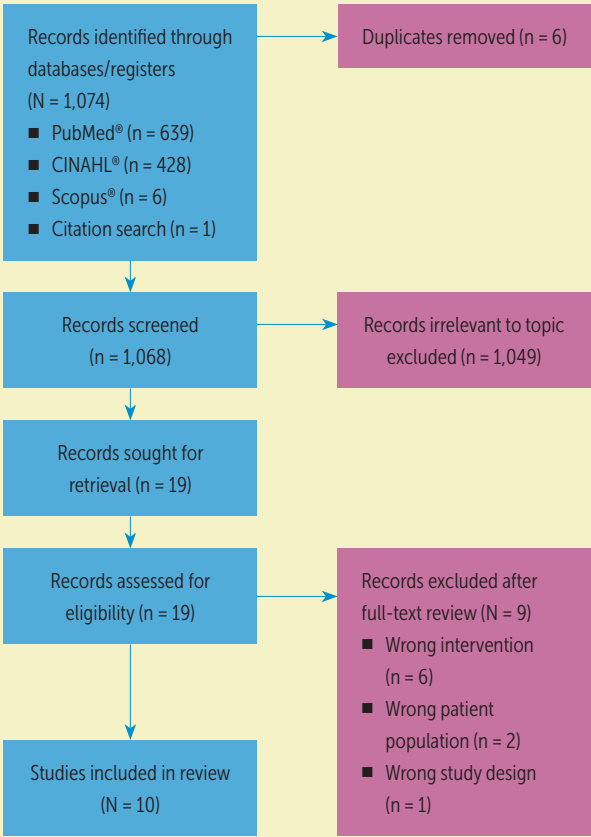 Records identified through
databases/registers
(N = 1,074)
■ PubMed® (n = 639)
■ CINAHL® (n = 428)
■ Scopus® (n = 6)
■ Citation search (n = 1)
Duplicates removed (n = 6)
Records screened
(n = 1,068)
Records irrelevant to topic
excluded (n = 1,049)
Records sought for
retrieval (n = 19)
Records assessed for
eligibility (n = 19)
Records excluded after
full-text review (N = 9)
■ Wrong intervention
(n = 6)
■ Wrong patient
population (n = 2)
■ Wrong study design
(n = 1)
Studies included in review
(N = 10)